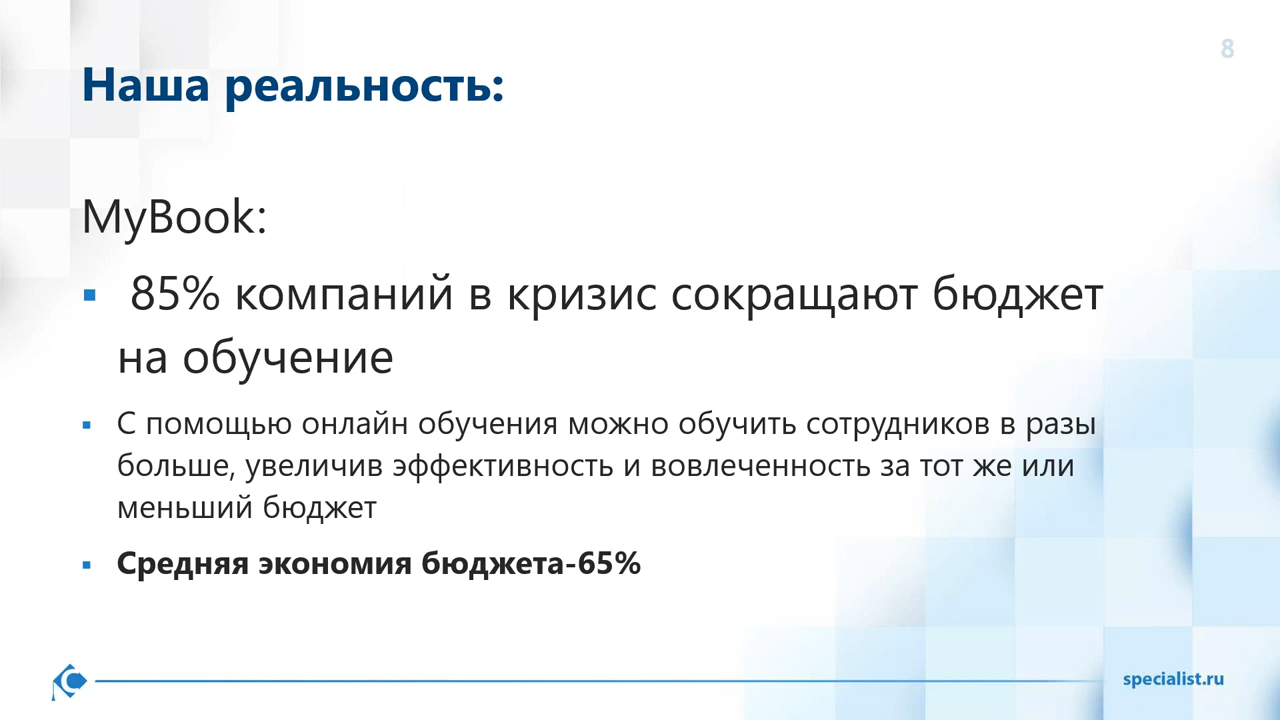 8
Наша реальность:
MyBook:
▪ 85% компаний в кризис сокращают бюджет
на обучение
▪ С помощью онлайн обучения можно обучить сотрудников в разы
больше, увеличив эффективность и вовлеченность за тот же или
меньший бюджет
▪ Средняя экономия бюджета-65%
specialist.ru